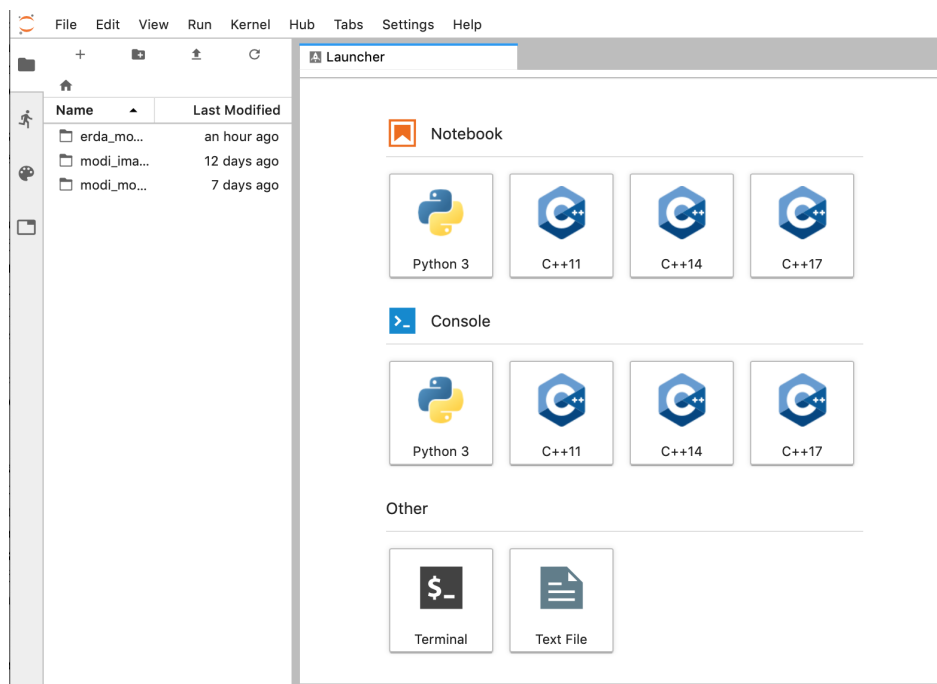 File Edit View Run Kernel Hub Tabs Settings Help
Launcher
Name Last Modified
erda_mo... an hour ago
modi_ima... 12 days ago
modi_mo... 7 days ago
Notebook
Python 3 C++11 C++14 C++17
Console
Python 3 C++11 C++14 C++17
Other
$_
Terminal Text File